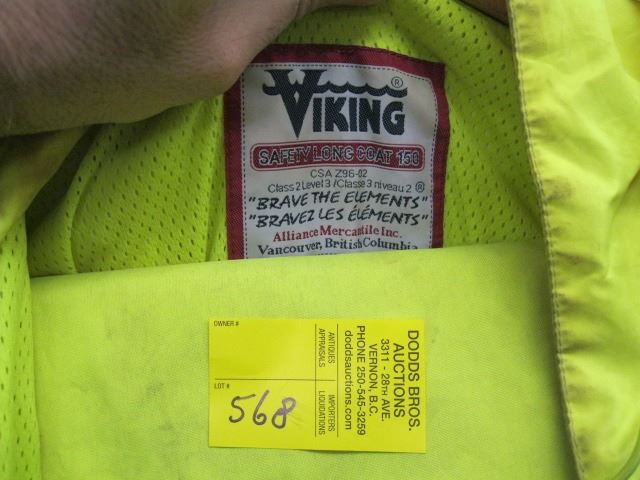 VIKING ®
SAFETY LONG COAT 150
CSA Z96-02
Class 2 Level 3 / Classe 3 niveau 2 ®
"BRAVE THE ELEMENTS"
"BRAVEZ LES ÉLÉMENTS"
Alliance Mercantile Inc.
Vancouver, British Columbia
DODDS BROS.
AUCTIONS
3311 - 28TH AVE.
VERNON, B.C.
PHONE 250-545-3259
doddsauctions.com
ANTIQUES IMPORTERS
APPRAISALS LIQUIDATIONS
OWNER #
LOT #
568